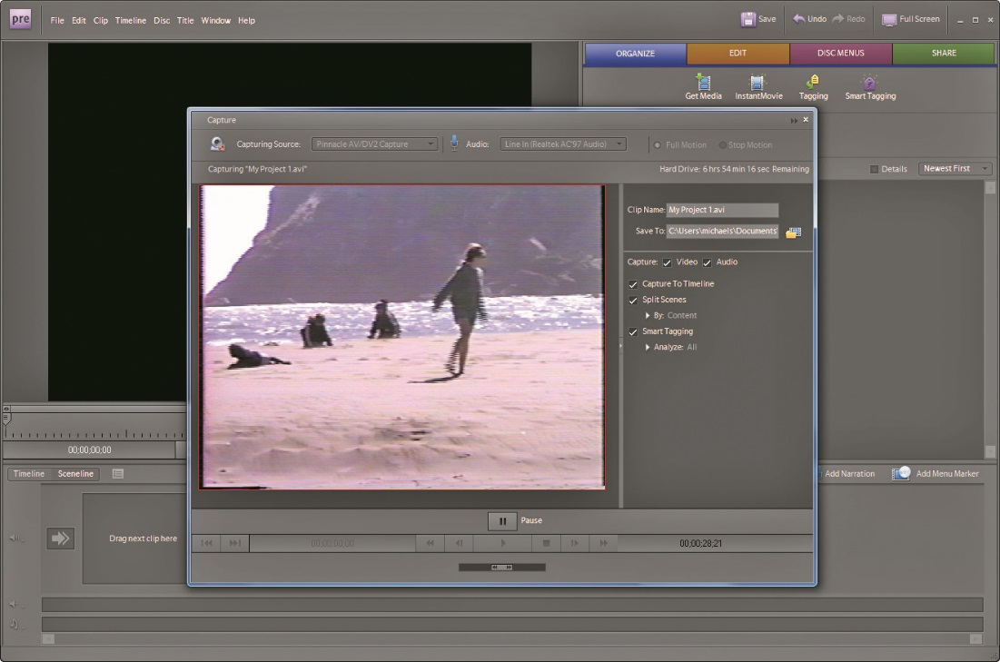 pre File Edit Clip Timeline Disc Title Window Help Save Undo Redo Full Screen
ORGANIZE EDIT DISC MENUS SHARE
Get Media InstantMovie Tagging Smart Tagging
Details Newest First
Capture
Capturing Source: Pinnacle AV/DV2 Capture Audio: Line In (Realtek AC'97 Audio) Full Motion Stop Motion
Capturing "My Project 1.avi" Hard Drive: 6 hrs 54 min 16 sec Remaining
Clip Name: My Project 1.avi
Save To: C:\Users\michaels\Documents\
Capture: Video Audio
Capture To Timeline
Split Scenes
By: Content
Smart Tagging
Analyze: All
Pause
00;00;00;00 00;00;28;21
00;00;00;00
Timeline Sceneline Add Narration Add Menu Marker
Drag next clip here